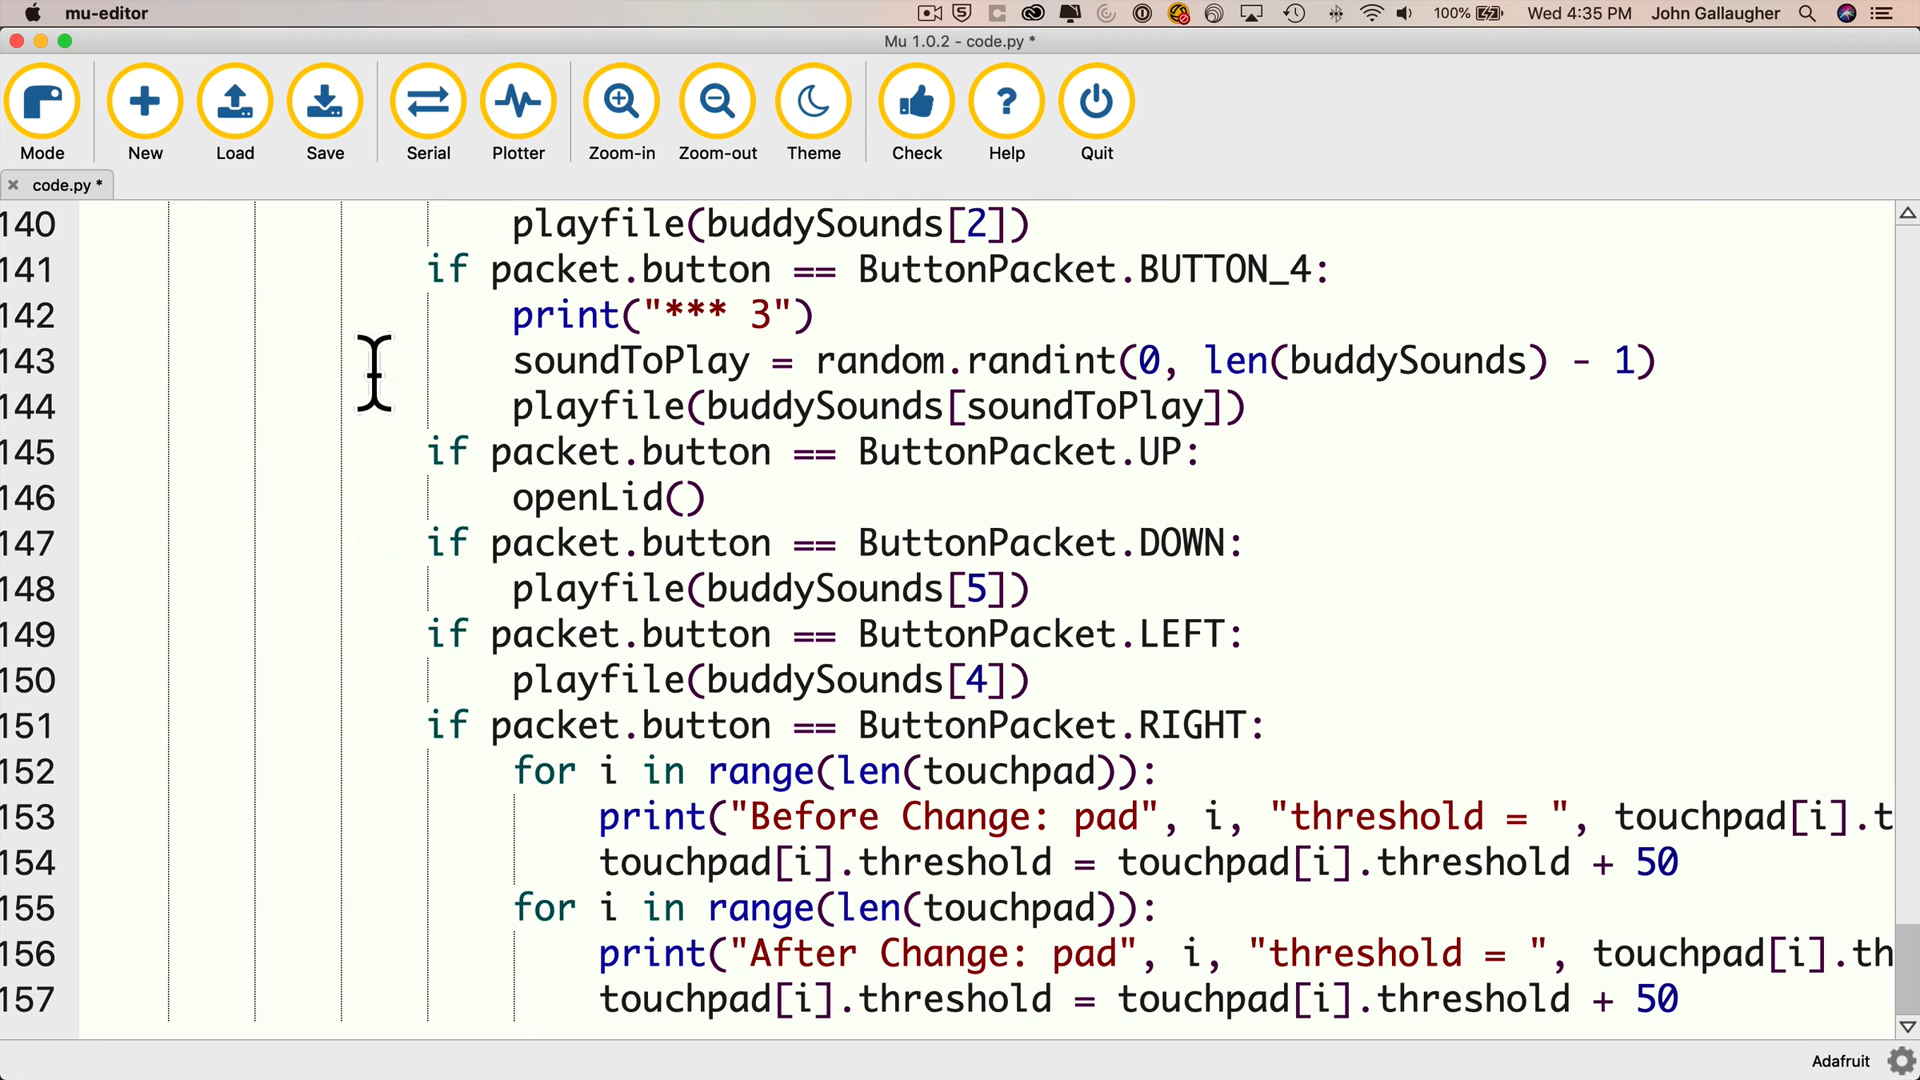 mu-editor 100% Wed 4:35 PM John Gallaugher
Mu 1.0.2 - code.py *
Mode New Load Save Serial Plotter Zoom-in Zoom-out Theme Check Help Quit
code.py *
140 playfile(buddySounds[2])
141 if packet.button == ButtonPacket.BUTTON_4:
142 print("*** 3")
143 soundToPlay = random.randint(0, len(buddySounds) - 1)
144 playfile(buddySounds[soundToPlay])
145 if packet.button == ButtonPacket.UP:
146 openLid()
147 if packet.button == ButtonPacket.DOWN:
148 playfile(buddySounds[5])
149 if packet.button == ButtonPacket.LEFT:
150 playfile(buddySounds[4])
151 if packet.button == ButtonPacket.RIGHT:
152 for i in range(len(touchpad)):
153 print("Before Change: pad", i, "threshold = ", touchpad[i].t
154 touchpad[i].threshold = touchpad[i].threshold + 50
155 for i in range(len(touchpad)):
156 print("After Change: pad", i, "threshold = ", touchpad[i].th
157 touchpad[i].threshold = touchpad[i].threshold + 50
Adafruit